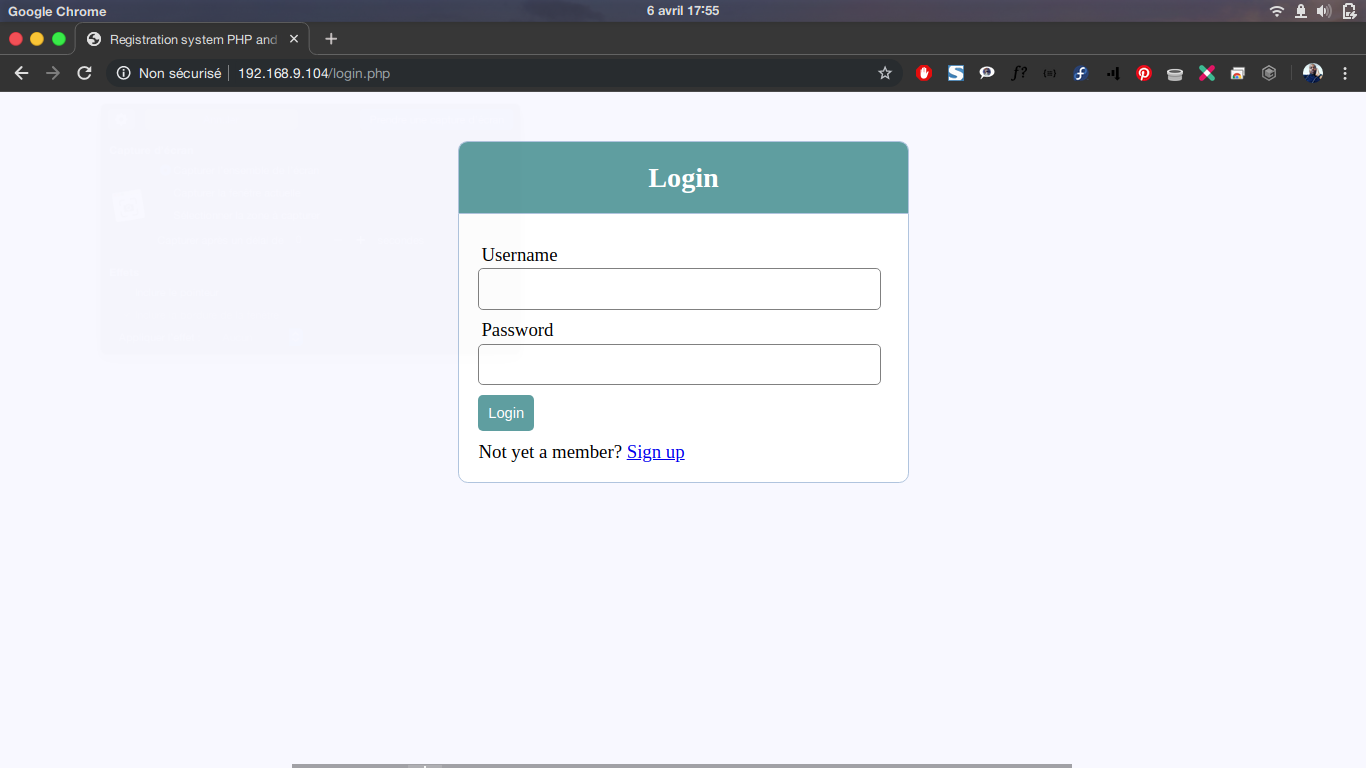 Google Chrome
6 avril 17:55
Registration system PHP and
Non sécurisé
192.168.9.104/login.php
f?
Login
Username
Password
Login
Not yet a member? Sign up